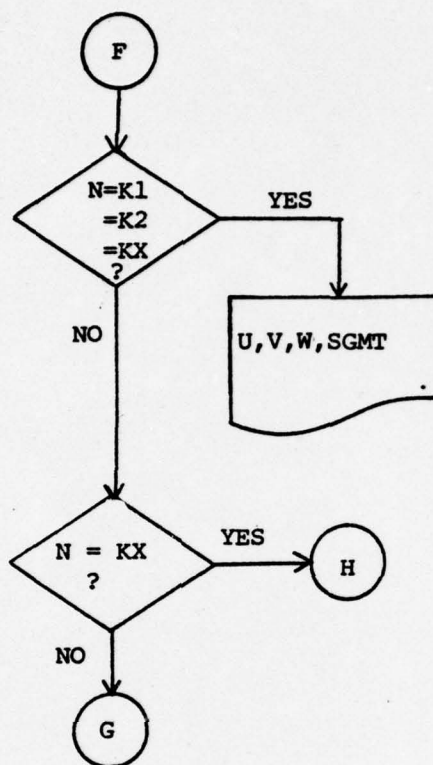 F
N=K1
=K2
=KX
?
YES
NO
U,V,W,SGMT
N = KX
?
YES
H
NO
G